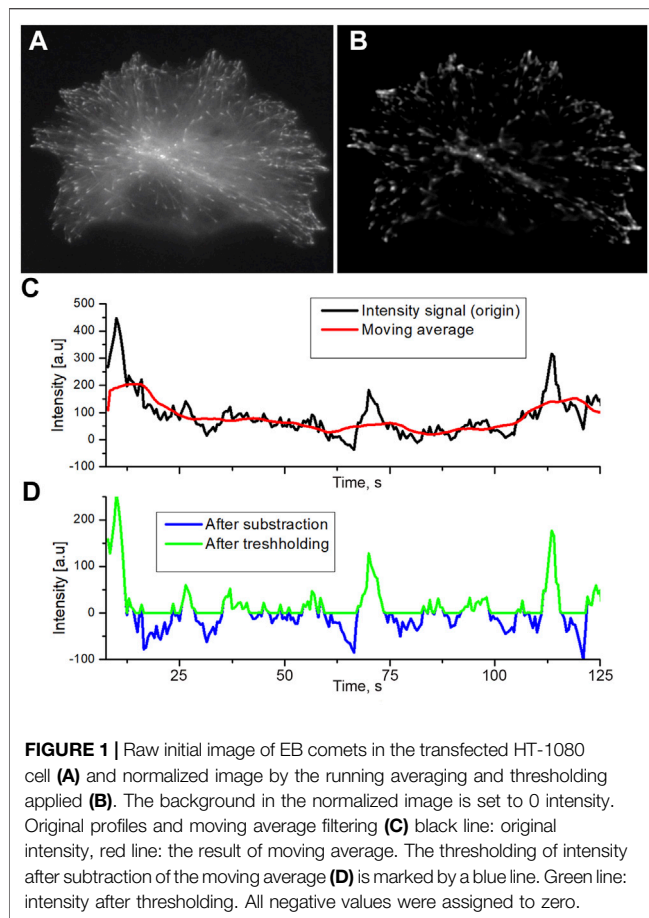 A
B
C
500
400
300
200
100
0
-100
Intensity [a.u]
Intensity signal (origin)
Moving average
25
50
75
100
125
Time, s
D
200
100
0
-100
Intensity [a.u]
After substraction
After treshholding
25
50
75
100
125
Time, s
FIGURE 1 | Raw initial image of EB comets in the transfected HT-1080
cell (A) and normalized image by the running averaging and thresholding
applied (B). The background in the normalized image is set to 0 intensity.
Original profiles and moving average filtering (C) black line: original
intensity, red line: the result of moving average. The thresholding of intensity
after subtraction of the moving average (D) is marked by a blue line. Green line:
intensity after thresholding. All negative values were assigned to zero.